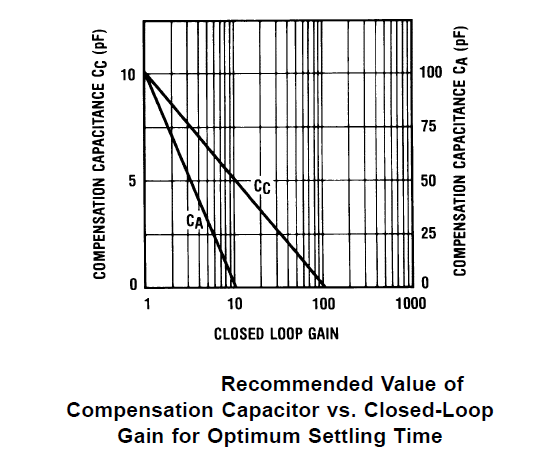 COMPENSATION CAPACITANCE CC (pF)
10
5
0
CC
CA
100
75
50
25
0
COMPENSATION CAPACITANCE CA (pF)
1 10 100 1000
CLOSED LOOP GAIN
Recommended Value of
Compensation Capacitor vs. Closed-Loop
Gain for Optimum Settling Time